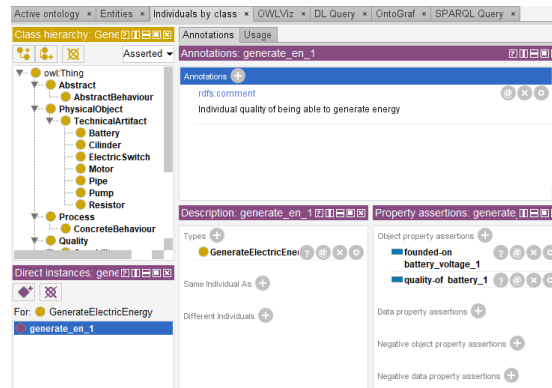 Active ontology × Entities × Individuals by class × OWLViz × DL Query × OntoGraf × SPARQL Query ×
Class hierarchy: Gene
Asserted
owl:Thing
Abstract
AbstractBehaviour
PhysicalObject
TechnicalArtifact
Battery
Cilinder
ElectricSwitch
Motor
Pipe
Pump
Resistor
Process
ConcreteBehaviour
Quality
Direct instances: gene
For: GenerateElectricEnergy
generate_en_1
Annotations Usage
Annotations: generate_en_1
Annotations
rdfs:comment
Individual quality of being able to generate energy
Description: generate_en_1
Types
GenerateElectricEner
Same Individual As
Different Individuals
Property assertions: generate_
Object property assertions
founded-on
battery_voltage_1
quality-of battery_1
Data property assertions
Negative object property assertions
Negative data property assertions